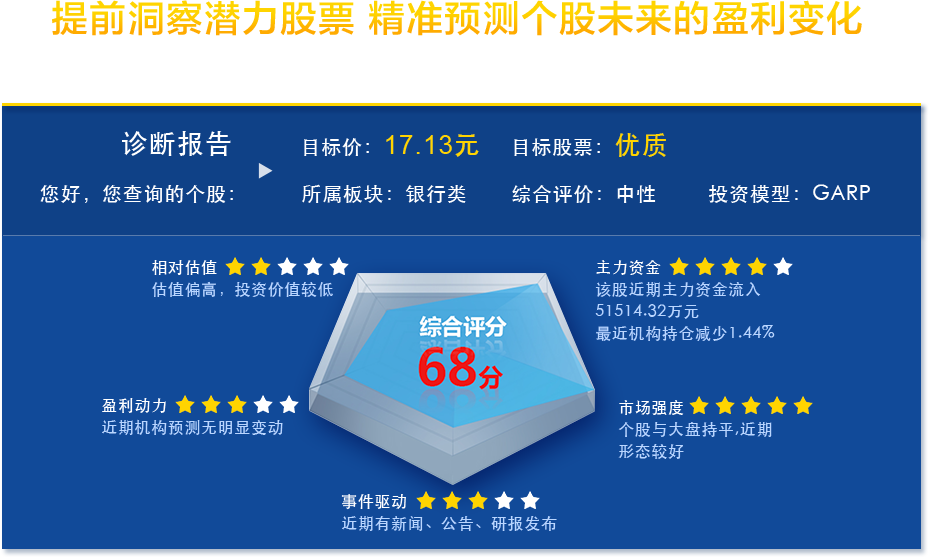 提前洞察潜力股票 精准预测个股未来的盈利变化
诊断报告
您好，您查询的个股：
目标价：17.13元 目标股票：优质
所属板块：银行类 综合评价：中性 投资模型：GARP
相对估值
估值偏高，投资价值较低
主力资金
该股近期主力资金流入
51514.32万元
最近机构持仓减少1.44%
综合评分
68分
盈利动力
近期机构预测无明显变动
市场强度
个股与大盘持平,近期
形态较好
事件驱动
近期有新闻、公告、研报发布